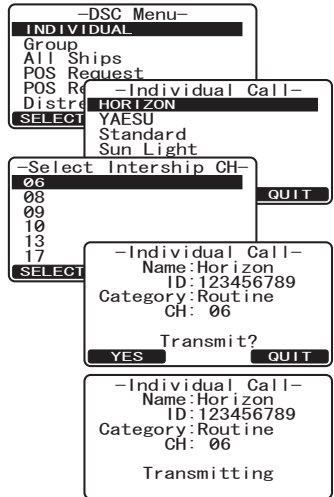 -DSC Menu-
INDIVIDUAL
Group
All Ships
POS Request
POS Re
Distre
SELECT
-Individual Call-
HORIZON
YAESU
Standard
Sun Light
QUIT
-Select Intership CH-
06
08
09
10
13
17
SELECT
-Individual Call-
Name:Horizon
ID:123456789
Category:Routine
CH: 06
Transmit?
YES QUIT
-Individual Call-
Name:Horizon
ID:123456789
Category:Routine
CH: 06
Transmitting